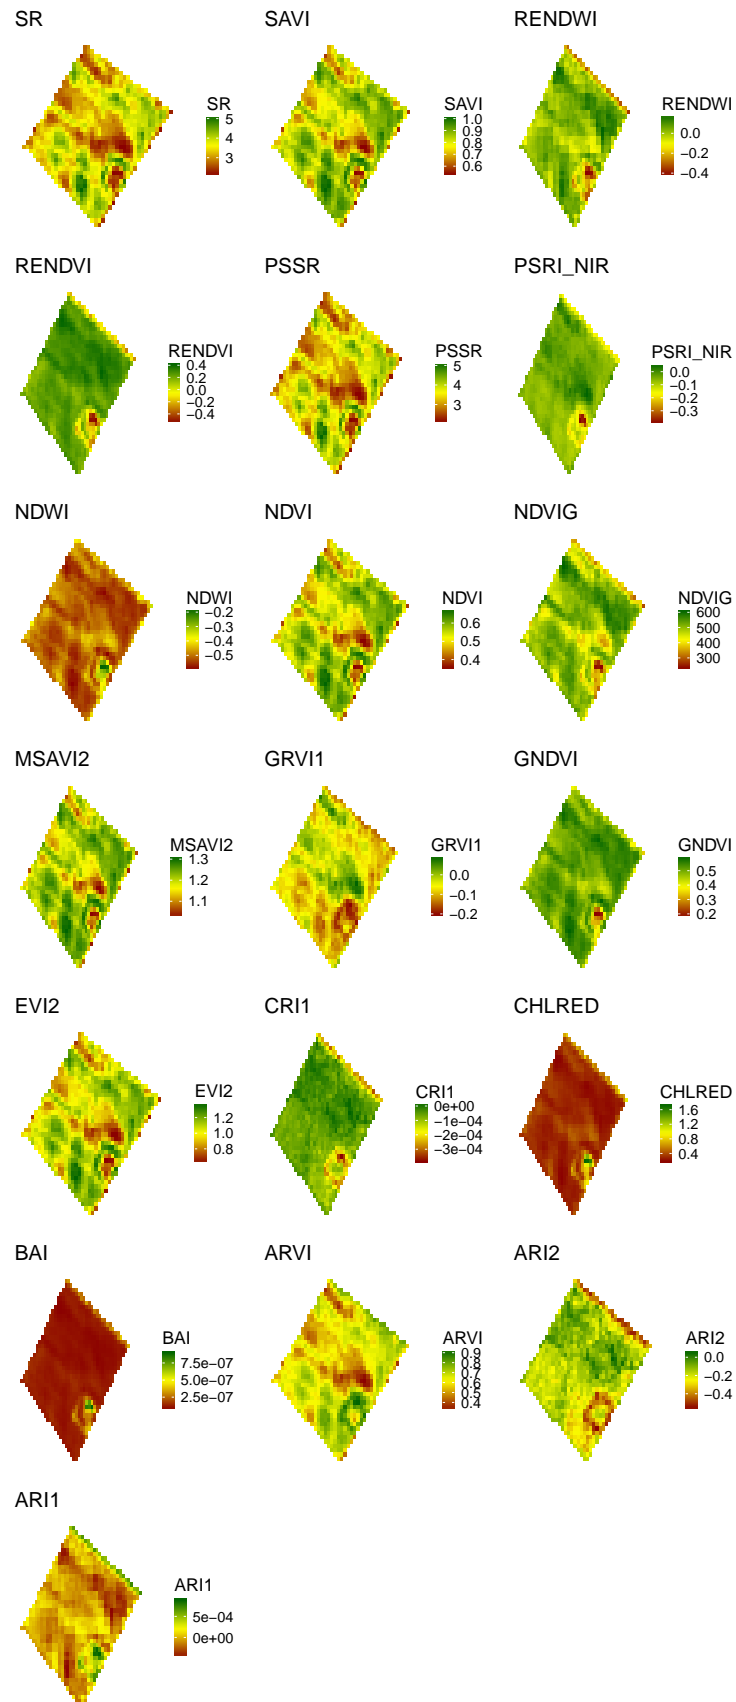 SR
SAVI
RENDWI
SR
5
4
3
SAVI
1.0
0.9
0.8
0.7
0.6
RENDWI
0.0
−0.2
−0.4
RENDVI
PSSR
PSRI_NIR
RENDVI
0.4
0.2
0.0
−0.2
−0.4
PSSR
5
4
3
PSRI_NIR
0.0
−0.1
−0.2
−0.3
NDWI
NDVI
NDVIG
NDWI
−0.2
−0.3
−0.4
−0.5
NDVI
0.6
0.5
0.4
NDVIG
600
500
400
300
MSAVI2
GRVI1
GNDVI
MSAVI2
1.3
1.2
1.1
GRVI1
0.0
−0.1
−0.2
GNDVI
0.5
0.4
0.3
0.2
EVI2
CRI1
CHLRED
EVI2
1.2
1.0
0.8
CRI1
0e+00
−1e−04
−2e−04
−3e−04
CHLRED
1.6
1.2
0.8
0.4
BAI
ARVI
ARI2
BAI
7.5e−07
5.0e−07
2.5e−07
ARVI
0.9
0.8
0.7
0.6
0.5
0.4
ARI2
0.0
−0.2
−0.4
ARI1
ARI1
5e−04
0e+00